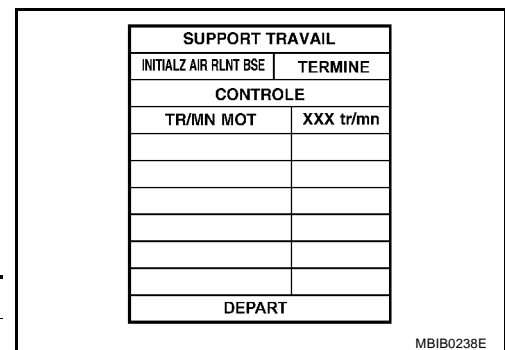 SUPPORT TRAVAIL
INITIALZ AIR RLNT BSE TERMINE
CONTROLE
TR/MN MOT XXX tr/mn
DEPART
MBIB0238E